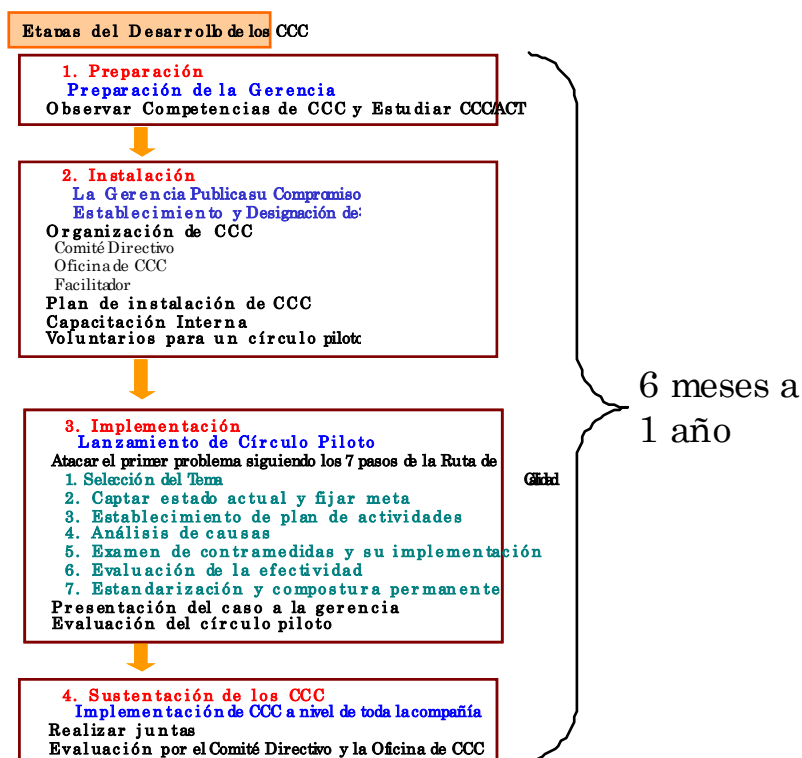 Etapas del Desarrollo de los CCC
1. Preparación
Preparación de la Gerencia
Observar Competencias de CCC y Estudiar CCC/ACT
2. Instalación
La Gerencia Publica su Compromiso
Establecimiento y Designación de:
Organización de CCC
Comité Directivo
Oficina de CCC
Facilitador
Plan de instalación de CCC
Capacitación Interna
Voluntarios para un círculo piloto
3. Implementación
Lanzamiento de Círculo Piloto
Atacar el primer problema siguiendo los 7 pasos de la Ruta de Calidad
1. Selección del Tema
2. Captar estado actual y fijar meta
3. Establecimiento de plan de actividades
4. Análisis de causas
5. Examen de contramedidas y su implementación
6. Evaluación de la efectividad
7. Estandarización y compostura permanente
Presentación del caso a la gerencia
Evaluación del círculo piloto
4. Sustentación de los CCC
Implementación de CCC a nivel de toda la compañía
Realizar juntas
Evaluación por el Comité Directivo y la Oficina de CCC
6 meses a
1 año